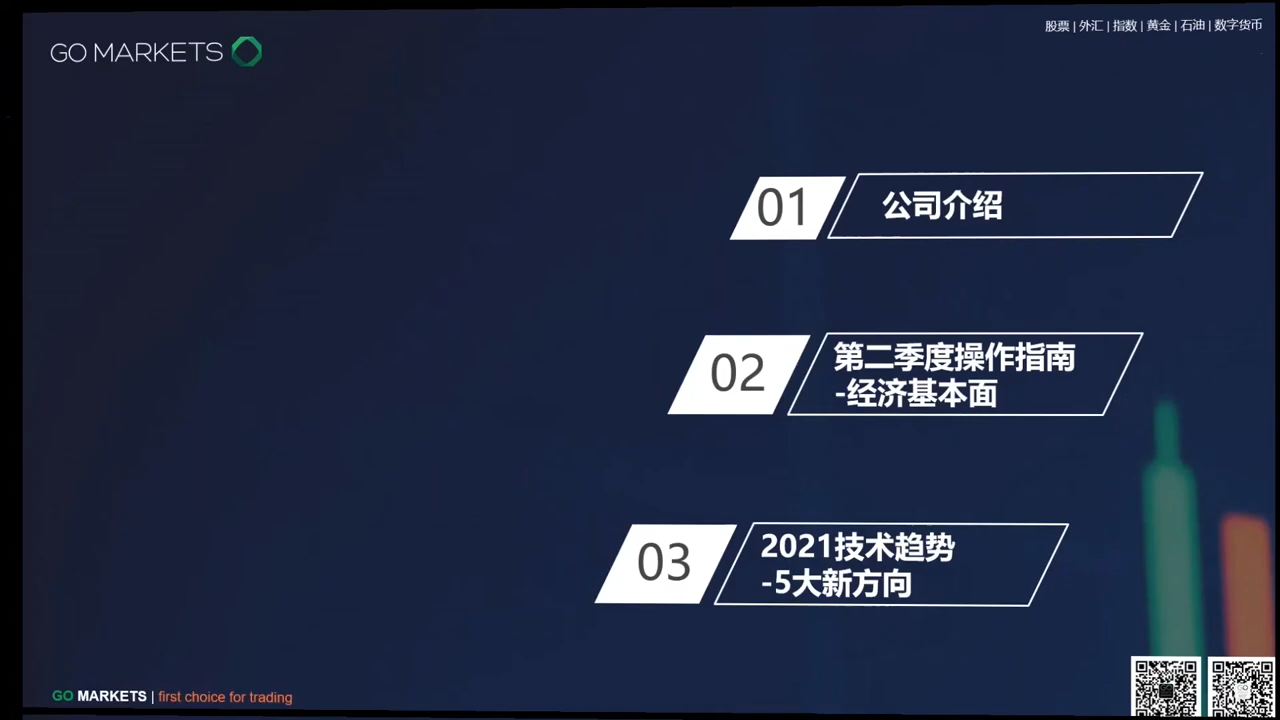 GO MARKETS
股票 | 外汇 | 指数 | 黄金 | 石油 | 数字货币
01
公司介绍
02
第二季度操作指南
-经济基本面
03
2021技术趋势
-5大新方向
GO MARKETS | first choice for trading